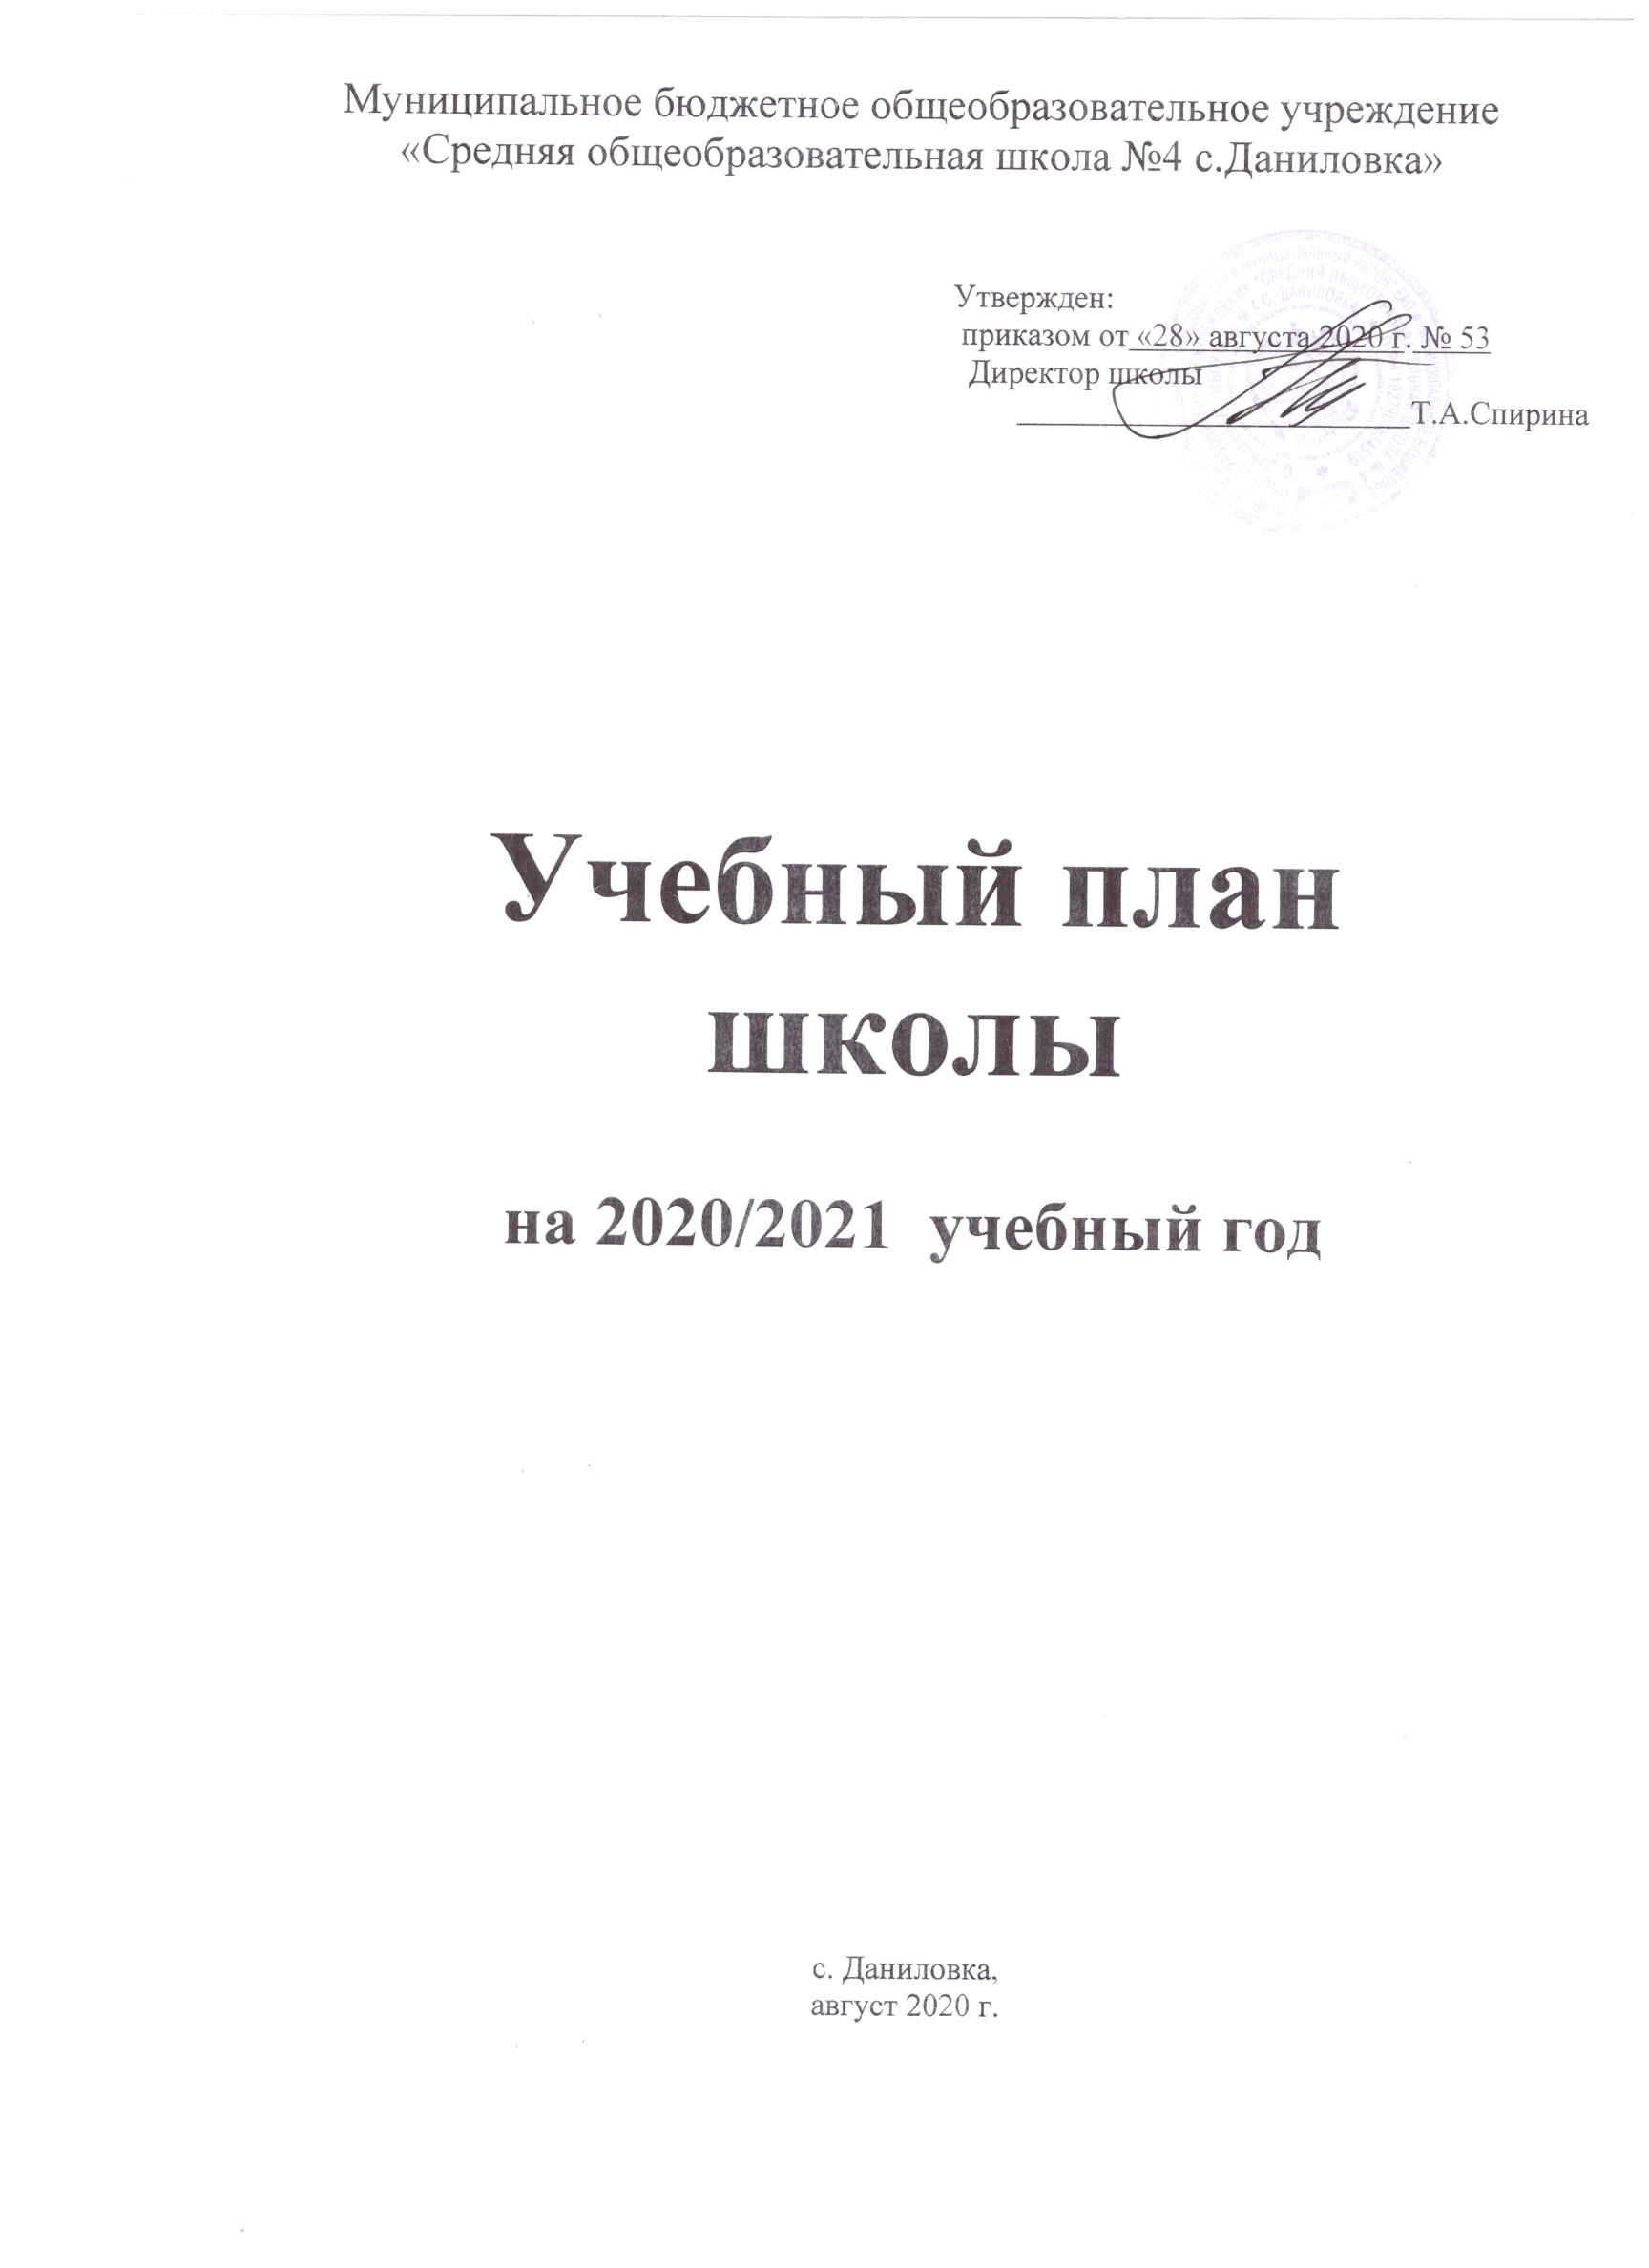 Муниципальное бюджетное общеобразовательное учреждение
«Средняя общеобразовательная школа №4 с.Даниловка»
Утвержден:
приказом от «28» августа 2020 г. № 53
Директор школы
Т.А.Спирина
Учебный план
школы
на 2020/2021 учебный год
с. Даниловка,
август 2020 г.